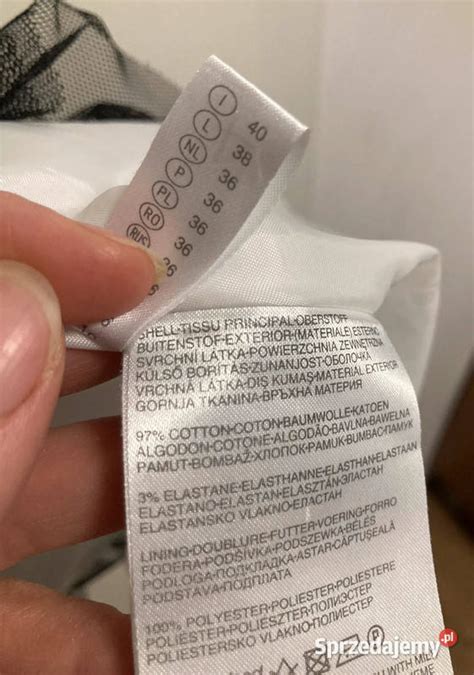 I 40
L 38
NL 36
P 36
PL 36
RO 36
RUS 36
SHELL-TISSU PRINCIPAL-OBERSTOFF
BUITENSTOF-EXTERIOR-(MATERIALE) ESTERNO
SVRCHNÍ LÁTKA-POWIERZCHNIA ZEWNĘTRZNA
KÜLSŐ BORÍTÁS-ZUNANJOST-ОБОЛОЧКА
VRCHNÁ LÁTKA-DIŞ KUMAŞ-MATERIAL EXTERIOR
GORNJA TKANINA-ВРЪХНА МАТЕРИЯ
97% COTTON-COTON-BAUMWOLLE-KATOEN
ALGODON-COTONE-ALGODÃO-BAVLNA-BAWEŁNA
PAMUT-BOMBAŽ-ХЛОПОК-PAMUK-BUMBAC-ПАМУК
3% ELASTANE-ELASTHANNE-ELASTHAN-ELASTAAN
ELASTANO-ELASTAN-ELASZTÁN-ЭЛАСТАН
ELASTANSKO VLAKNO-ЕЛАСТАН
LINING-DOUBLURE-FUTTER-VOERING-FORRO
FODERA-PODŠÍVKA-PODSZEWKA-BÉLÉS
PODLOGA-ПОДКЛАДКА-ASTAR-CĂPTUŞEALĂ
PODSTAVA-ПОДПЛАТА
100% POLYESTER-POLIESTER-POLIESTERE
POLIÉSTER-POLIÉSZTER-ПОЛИЭСТЕР
POLIESTERSKO VLAKNO-ПОЛИЕСТЕР
P
WITH
Sprzedajemy.pl